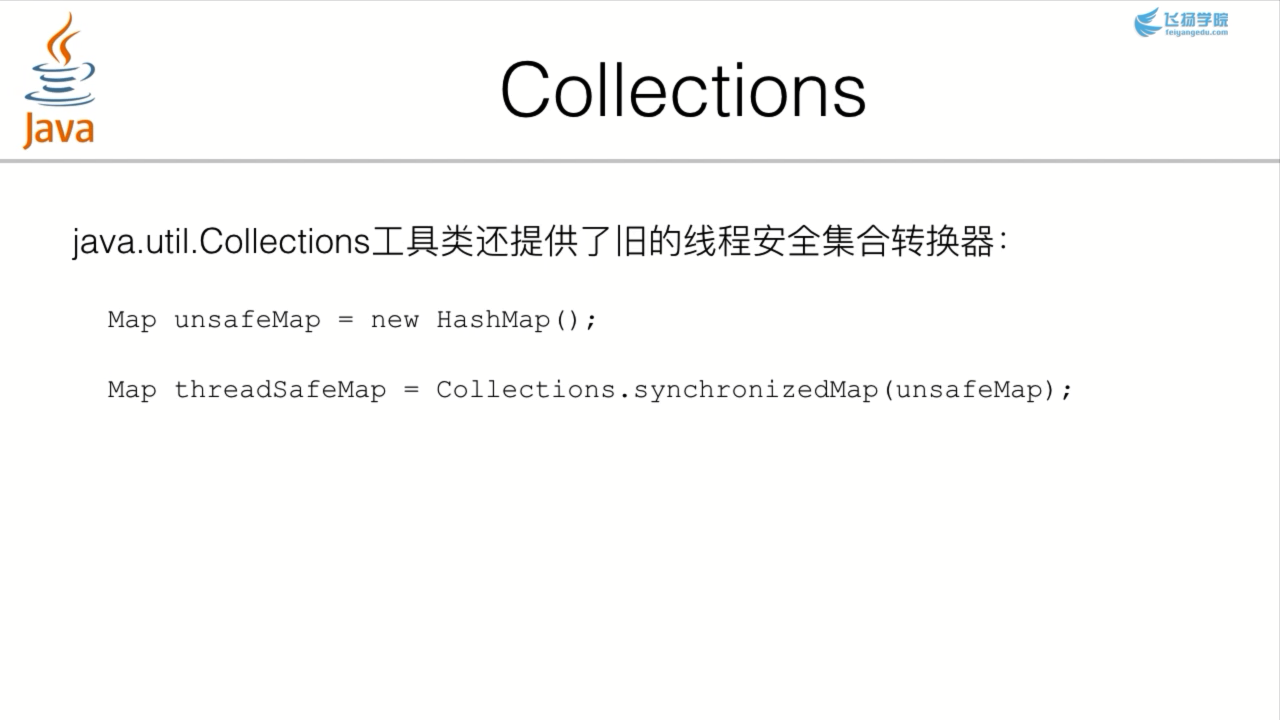 飞扬学院
feiyangedu.com
Java
Collections
java.util.Collections工具类还提供了旧的线程安全集合转换器：
Map unsafeMap = new HashMap();
Map threadSafeMap = Collections.synchronizedMap(unsafeMap);